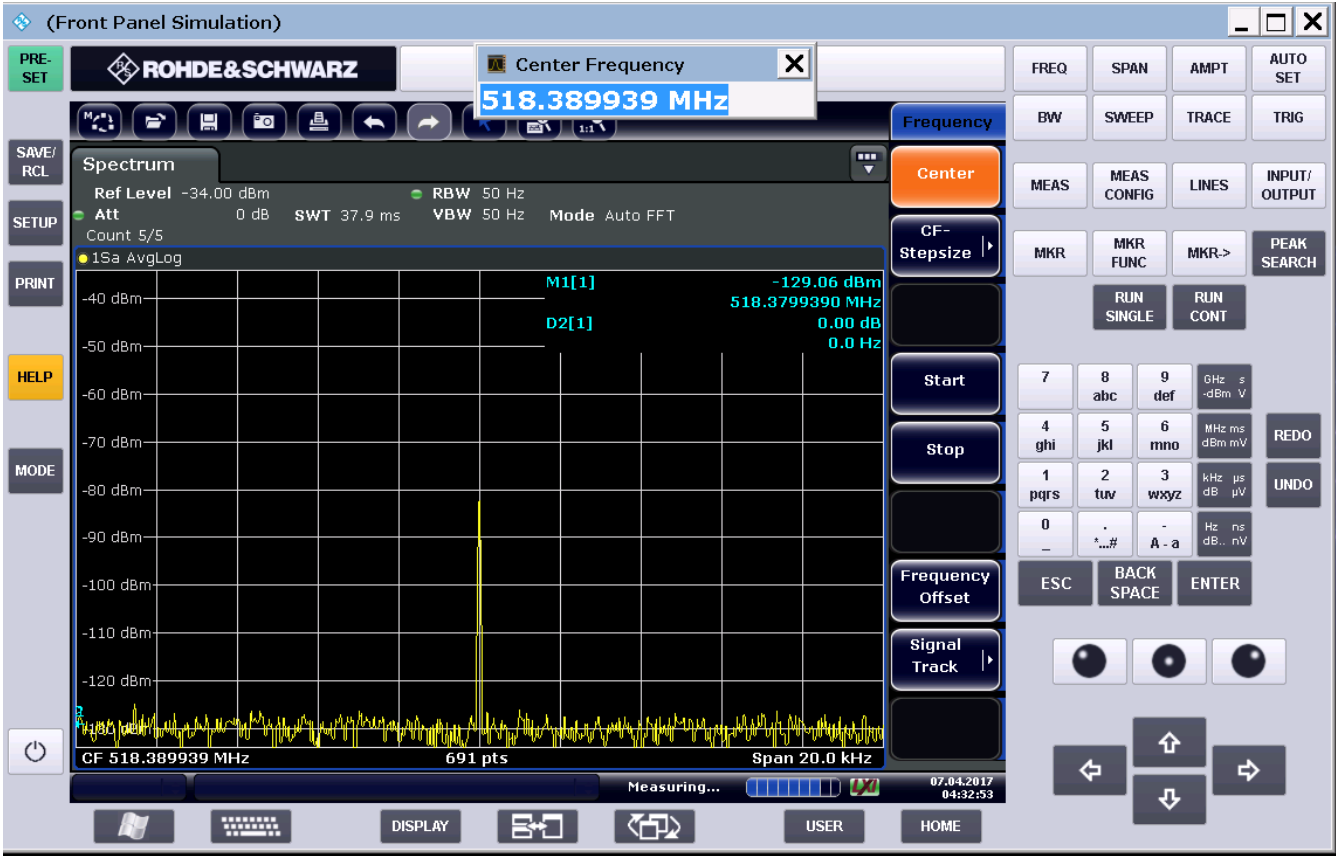 (Front Panel Simulation)
PRE-
SET
ROHDE&SCHWARZ
Center Frequency
518.389939 MHz
FREQ SPAN AMPT AUTO
SET
BW SWEEP TRACE TRIG
1:1
Frequency
SAVE/
RCL
SETUP
PRINT
HELP
MODE
Spectrum
Ref Level -34.00 dBm RBW 50 Hz
Att 0 dB SWT 37.9 ms VBW 50 Hz Mode Auto FFT
Count 5/5
1Sa AvgLog
M1[1] -129.06 dBm
518.3799390 MHz
D2[1] 0.00 dB
0.0 Hz
-40 dBm
-50 dBm
-60 dBm
-70 dBm
-80 dBm
-90 dBm
-100 dBm
-110 dBm
-120 dBm
CF 518.389939 MHz 691 pts Span 20.0 kHz
Measuring... LXI 07.04.2017
04:32:53
Center
CF-
Stepsize
Start
Stop
Frequency
Offset
Signal
Track
MEAS MEAS
CONFIG LINES INPUT/
OUTPUT
MKR MKR
FUNC MKR-> PEAK
SEARCH
RUN
SINGLE RUN
CONT
7 8
abc 9
def GHz s
-dBm V
4
ghi 5
jkl 6
mno MHz ms
dBm mV REDO
1
pqrs 2
tuv 3
wxyz kHz µs
dB µV UNDO
0
_ .
*...# -
A - a Hz ns
dB.. nV
ESC BACK
SPACE ENTER
DISPLAY USER HOME